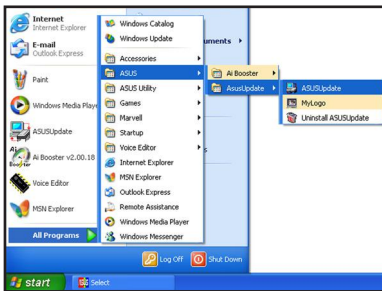 Internet
Internet Explorer
E-mail
Outlook Express
Paint
Windows Media Playe
ASUSUpdate
Ai Booster v2.00.18
Voice Editor
MSN Explorer
All Programs
Windows Catalog
Windows Update
Accessories
ASUS
ASUS Utility
Games
Marvell
Startup
Voice Editor
Internet Explorer
MSN Explorer
Outlook Express
Remote Assistance
Windows Media Player
Windows Messenger
uments
s
Ai Booster
AsusUpdate
ASUSUpdate
MyLogo
Uninstall ASUSUpdate
Log Off
Shut Down
start
Select